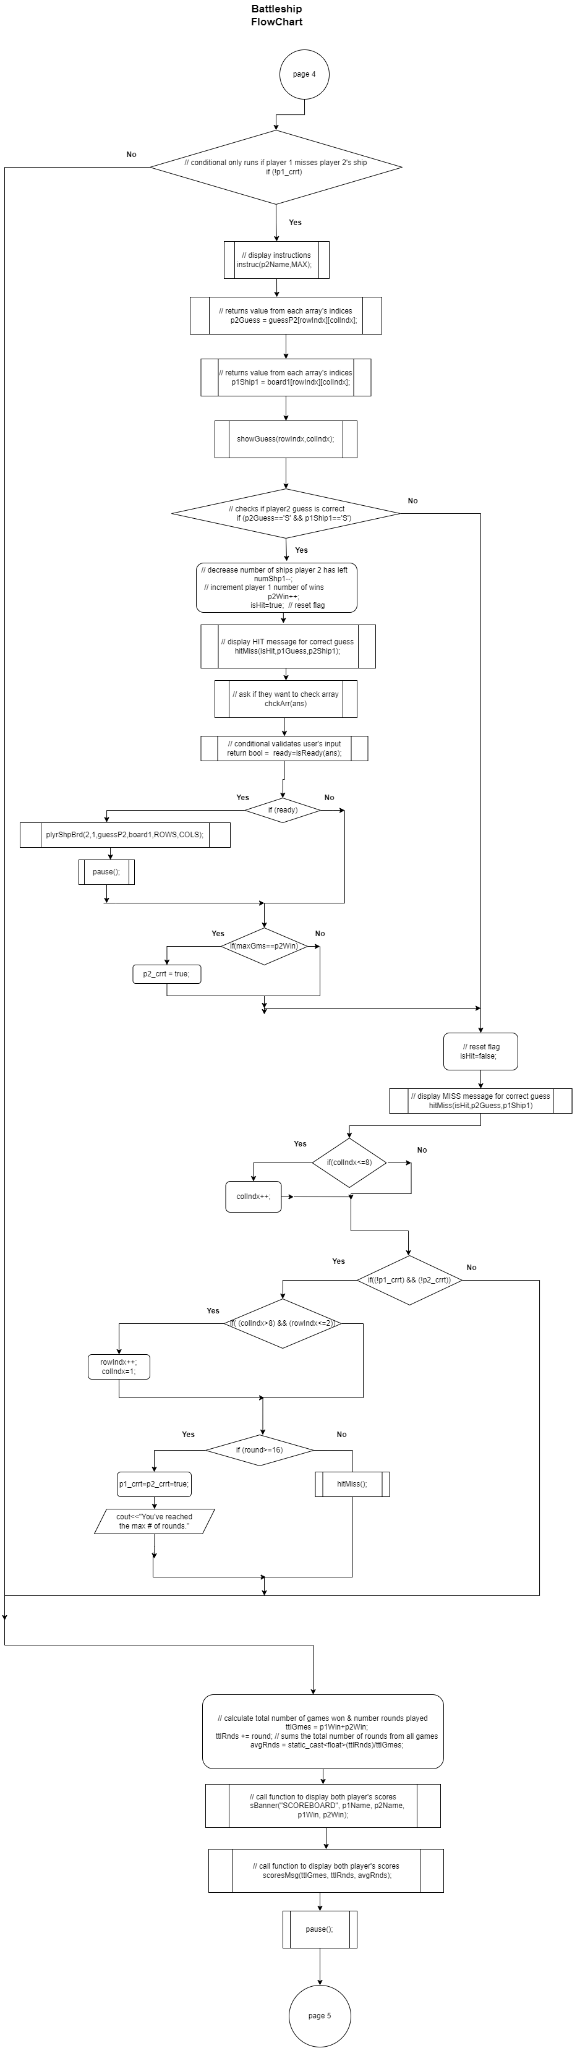 Battleship
FlowChart
page 4
No
// conditional only runs if player 1 misses player 2's ship
if (!p1_crrt)
Yes
// display instructions
instruc(p2Name,MAX);
// returns value from each array's indices
p2Guess = guessP2[rowIndx][colIndx];
// returns value from each array's indices
p1Ship1 = board1[rowIndx][colIndx];
showGuess(rowIndx,colIndx);
No
// checks if player2 guess is correct
if (p2Guess=='S' && p1Ship1=='S')
Yes
// decrease number of ships player 2 has left
numShp1--;
// increment player 1 number of wins
p2Win++;
isHit=true;  // reset flag
// display HIT message for correct guess
hitMiss(isHit,p1Guess,p2Ship1);
// ask if they want to check array
chckArr(ans)
// conditional validates user's input
return bool =  ready=isReady(ans);
Yes
No
if (ready)
plyrShpBrd(2,1,guessP2,board1,ROWS,COLS);
pause();
Yes
No
if(maxGms==p2Win)
p2_crrt = true;
// reset flag
isHit=false;
// display MISS message for correct guess
hitMiss(isHit,p2Guess,p1Ship1)
Yes
No
if(colIndx<=8)
colIndx++;
Yes
No
if((!p1_crrt) && (!p2_crrt))
Yes
if( (colIndx>8) && (rowIndx<=2))
rowIndx++;
colIndx=1;
Yes
No
if (round>=16)
p1_crrt=p2_crrt=true;
hitMiss();
cout<<"You've reached
the max # of rounds."
// calculate total number of games won & number rounds played
ttlGmes = p1Win+p2Win;
ttlRnds += round; // sums the total number of rounds from all games
avgRnds = static_cast<float>(ttlRnds)/ttlGmes;
// call function to display both player's scores
sBanner("SCOREBOARD", p1Name, p2Name,
p1Win, p2Win);
// call function to display both player's scores
scoresMsg(ttlGmes, ttlRnds, avgRnds);
pause();
page 5